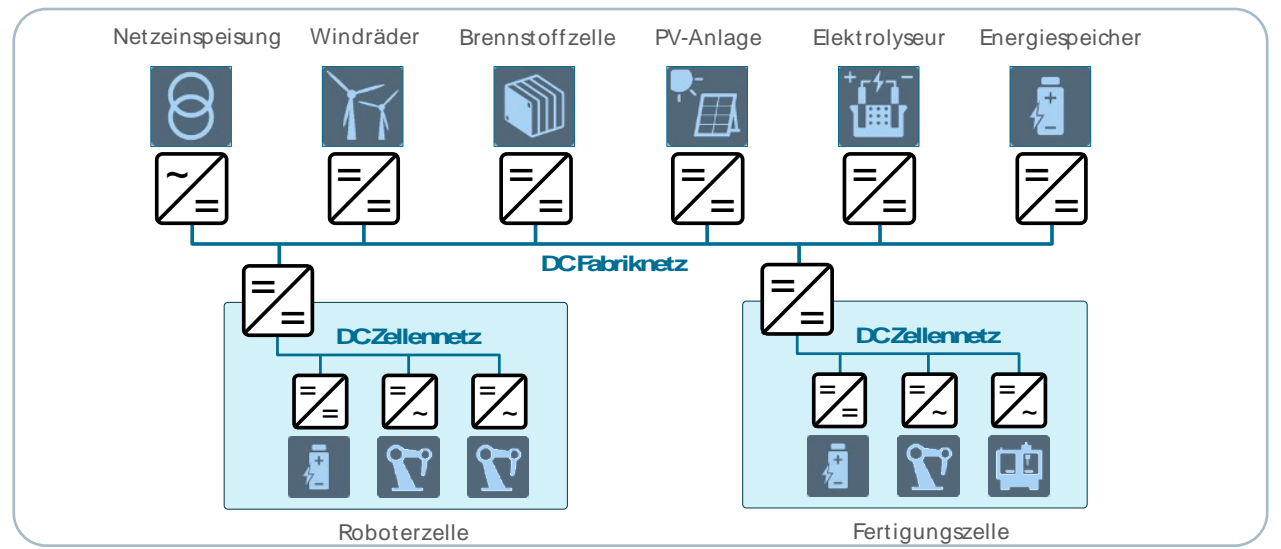 Netzeinspeisung Windräder Brennstoffzelle PV-Anlage Elektrolyseur Energiespeicher
DC Fabriknetz
DC Zellennetz DC Zellennetz
Roboterzelle Fertigungszelle